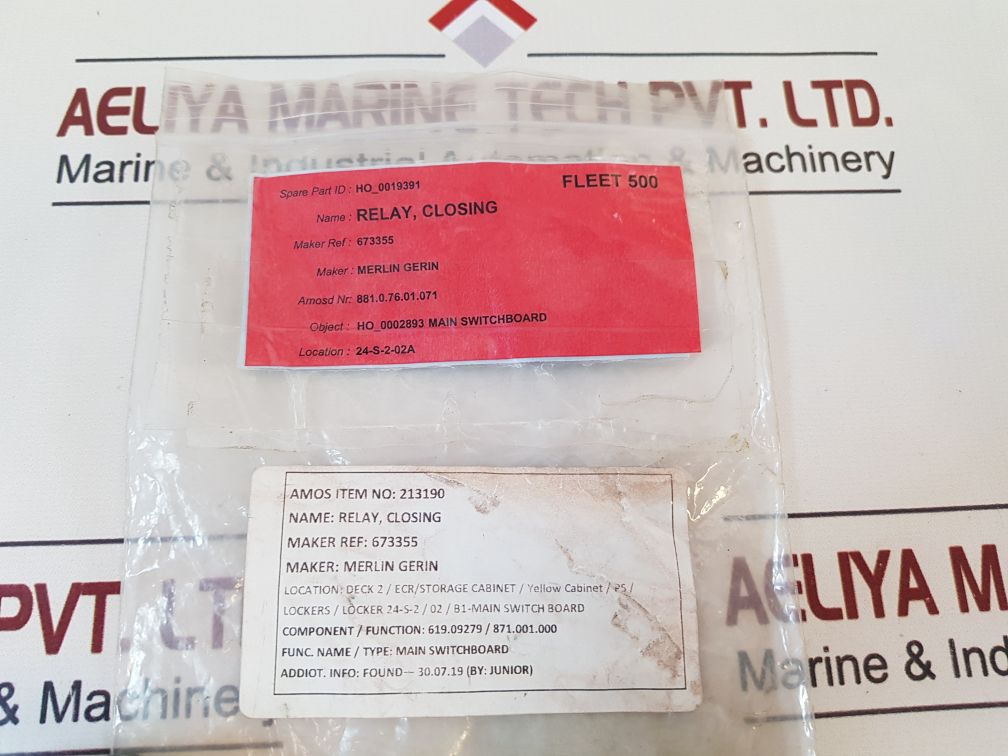 AELIYA MARINE TECH PVT. LTD.
Marine & Industrial Automation & Machinery
FLEET 500
Spare Part ID : HO_0019391
Name : RELAY, CLOSING
Maker Ref : 673355
Maker : MERLIN GERIN
Amosd Nr: 881.0.76.01.071
Object : HO_0002893 MAIN SWITCHBOARD
Location : 24-S-2-02A
AMOS ITEM NO: 213190
NAME: RELAY, CLOSING
MAKER REF: 673355
MAKER: MERLIN GERIN
LOCATION: DECK 2 / ECR/STORAGE CABINET / Yellow Cabinet / PS /
LOCKERS / LOCKER 24-S-2 / 02 / B1-MAIN SWITCH BOARD
COMPONENT / FUNCTION: 619.09279 / 871.001.000
FUNC. NAME / TYPE: MAIN SWITCHBOARD
ADDIOT. INFO: FOUND— 30.07.19 (BY: JUNIOR)
PVT. LT
& Machine
AELIYA M
Marine & Ind